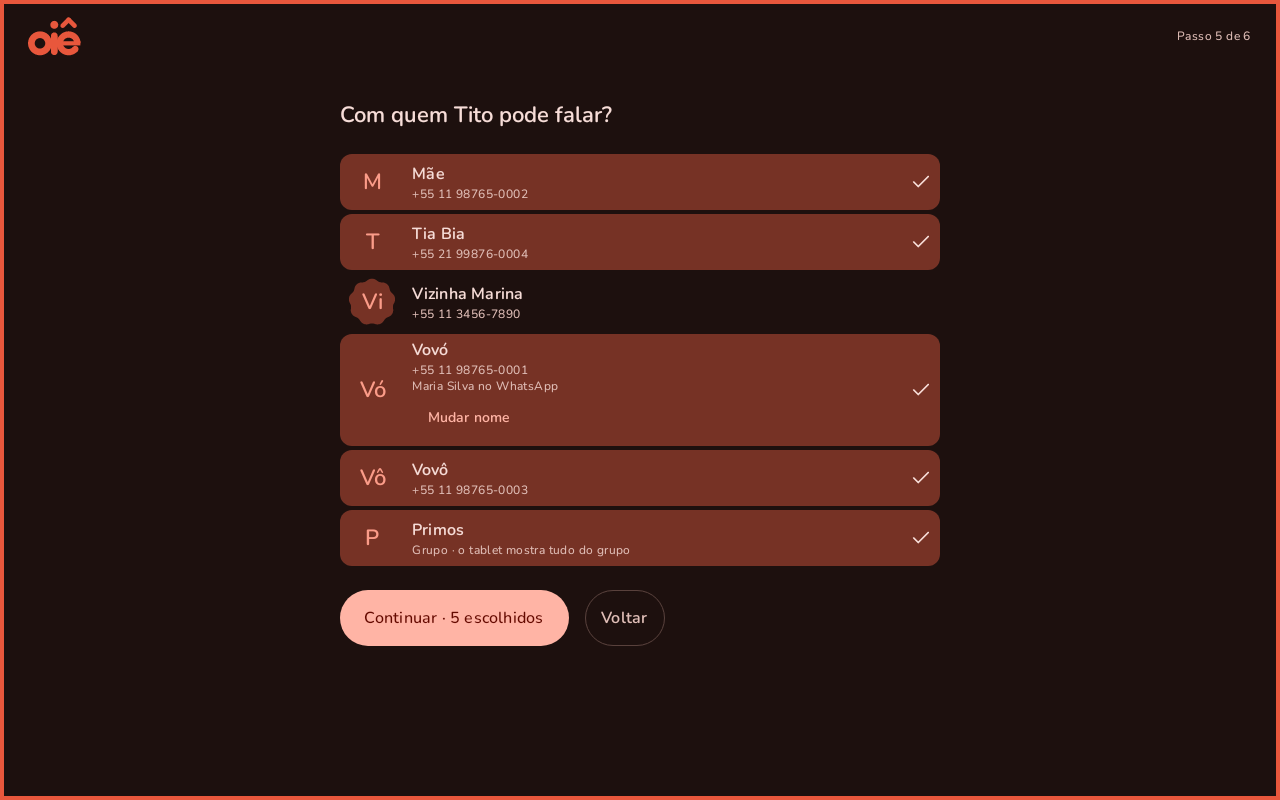 oiê
Passo 5 de 6
Com quem Tito pode falar?
M
Mãe
+55 11 98765-0002
T
Tia Bia
+55 21 99876-0004
Vi
Vizinha Marina
+55 11 3456-7890
Vó
Vovó
+55 11 98765-0001
Maria Silva no WhatsApp
Mudar nome
Vô
Vovô
+55 11 98765-0003
P
Primos
Grupo · o tablet mostra tudo do grupo
Continuar · 5 escolhidos
Voltar